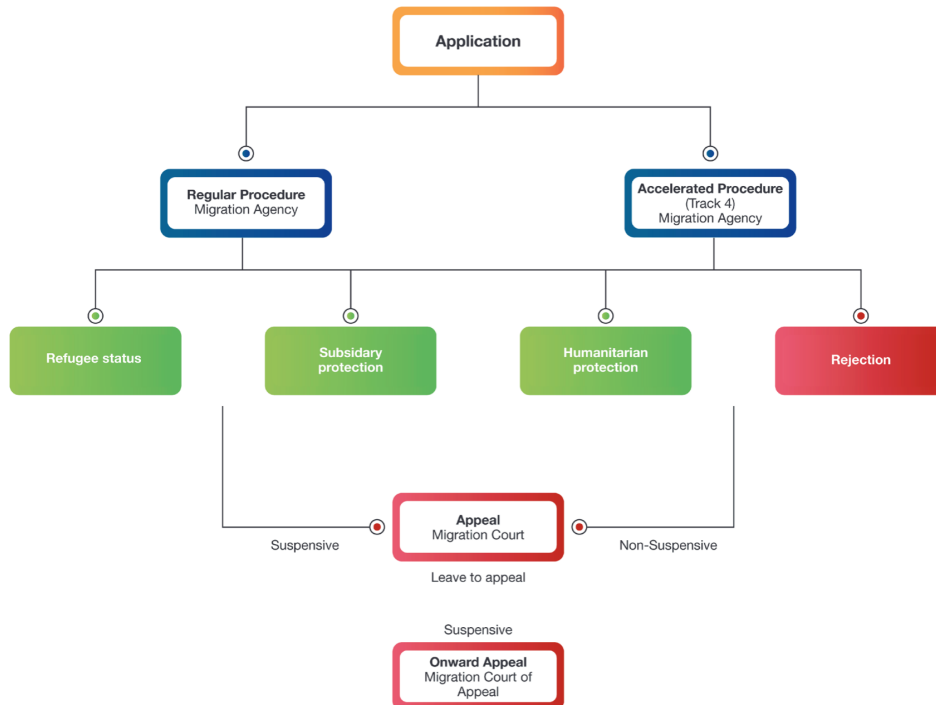 Application
Regular Procedure
Migration Agency
Accelerated Procedure
(Track 4)
Migration Agency
Refugee status
Subsidary
protection
Humanitarian
protection
Rejection
Appeal
Migration Court
Suspensive
Non-Suspensive
Leave to appeal
Suspensive
Onward Appeal
Migration Court of
Appeal